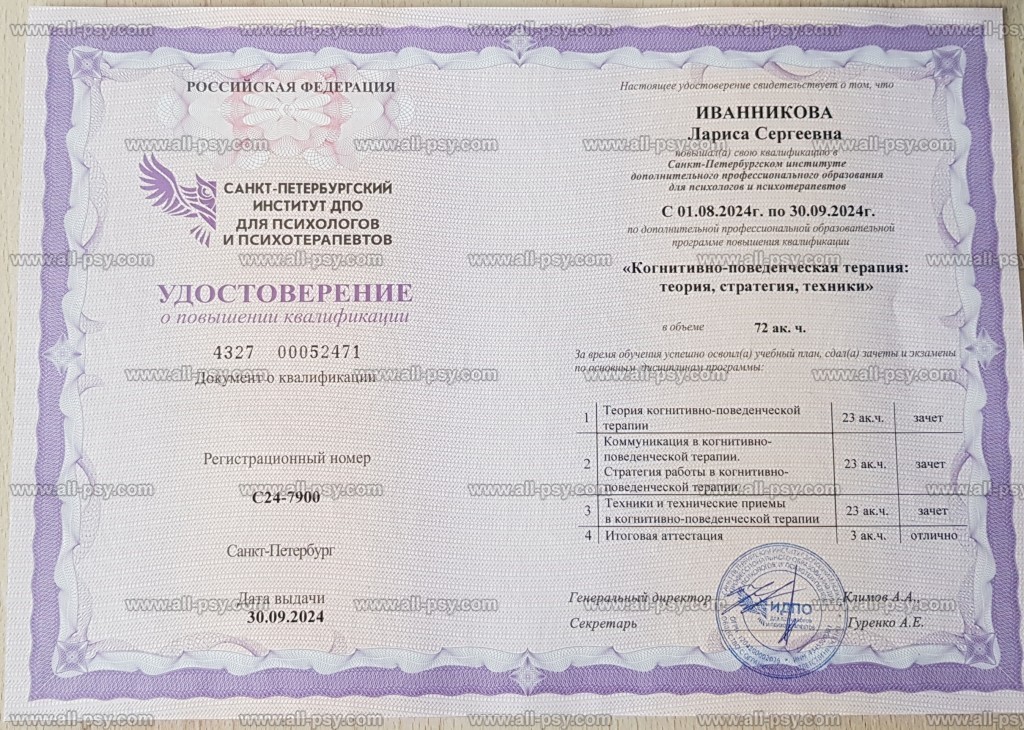 РОССИЙСКАЯ ФЕДЕРАЦИЯ
САНКТ-ПЕТЕРБУРГСКИЙ
ИНСТИТУТ ДПО
ДЛЯ ПСИХОЛОГОВ
И ПСИХОТЕРАПЕВТОВ
УДОСТОВЕРЕНИЕ
о повышении квалификации
4327 00052471
Документ о квалификации
Регистрационный номер
С24-7900
Санкт-Петербург
Дата выдачи
30.09.2024
Настоящее удостоверение свидетельствует о том, что
ИВАННИКОВА
Лариса Сергеевна
повышал(а) свою квалификацию в
Санкт-Петербургском институте
дополнительного профессионального образования
для психологов и психотерапевтов
С 01.08.2024г. по 30.09.2024г.
по дополнительной профессиональной образовательной
программе повышения квалификации
«Когнитивно-поведенческая терапия:
теория, стратегия, техники»
в объеме 72 ак. ч.
За время обучения успешно освоил(а) учебный план, сдал(а) зачеты и экзамены
по основным дисциплинам программы:
1 Теория когнитивно-поведенческой
терапии 23 ак.ч. зачет
2 Коммуникация в когнитивно-
поведенческой терапии.
Стратегия работы в когнитивно-
поведенческой терапии 23 ак.ч. зачет
3 Техники и технические приемы
в когнитивно-поведенческой терапии 23 ак.ч. зачет
4 Итоговая аттестация 3 ак.ч. отлично
Генеральный директор Климов А.А.
Секретарь Гуренко А.Е.
ИДПО
www.all-psy.com